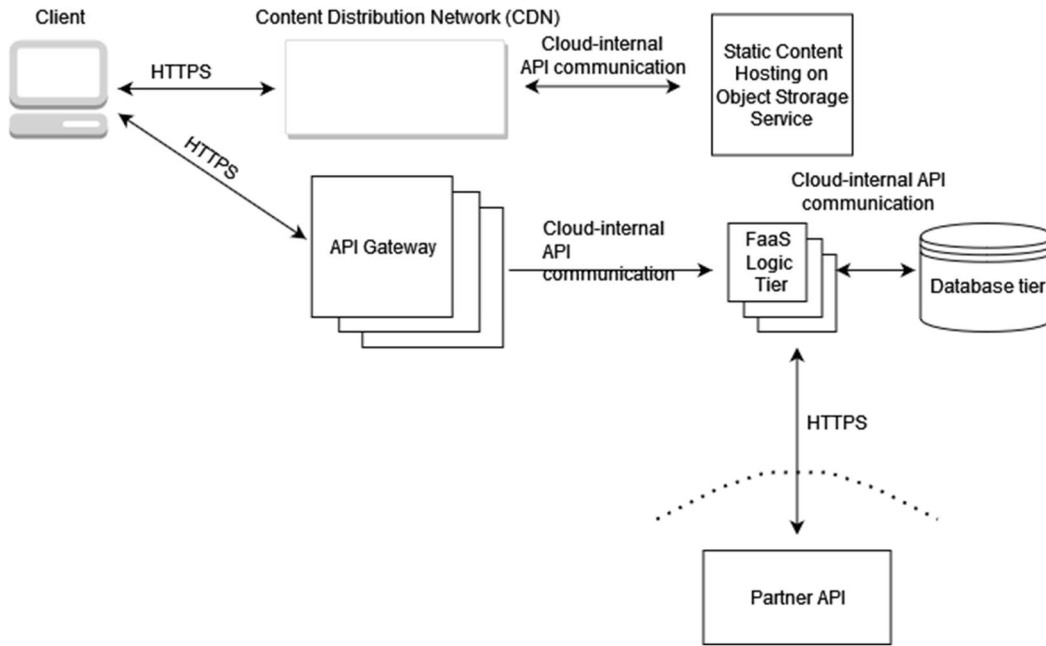 Client
Content Distribution Network (CDN)
HTTPS
Cloud-internal
API communication
Static Content
Hosting on
Object Strorage
Service
HTTPS
API Gateway
Cloud-internal
API
communication
FaaS
Logic
Tier
Cloud-internal API
communication
Database tier
HTTPS
Partner API